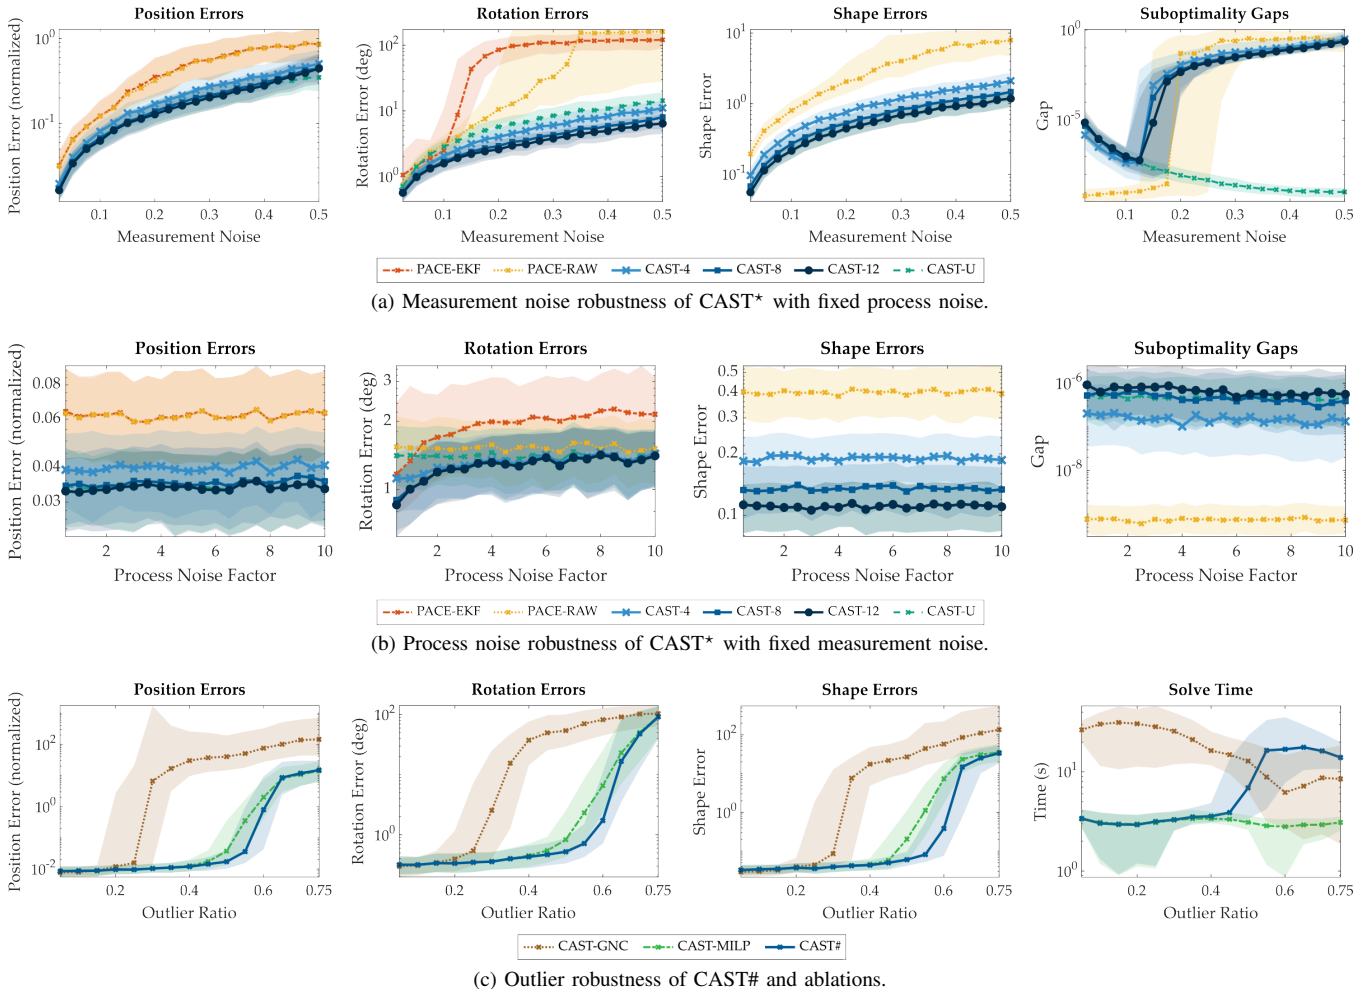 Position Errors
Rotation Errors
Shape Errors
Suboptimality Gaps
Position Error (normalized)
10^0
10^-1
0.1 0.2 0.3 0.4 0.5
Measurement Noise
Rotation Error (deg)
10^2
10^1
10^0
0.1 0.2 0.3 0.4 0.5
Measurement Noise
Shape Error
10^1
10^0
10^-1
0.1 0.2 0.3 0.4 0.5
Measurement Noise
Gap
10^0
10^-5
0.1 0.2 0.3 0.4 0.5
Measurement Noise
PACE-EKF PACE-RAW CAST-4 CAST-8 CAST-12 CAST-U
(a) Measurement noise robustness of CAST⋆ with fixed process noise.
Position Errors
Rotation Errors
Shape Errors
Suboptimality Gaps
Position Error (normalized)
0.08
0.06
0.04
0.03
2 4 6 8 10
Process Noise Factor
Rotation Error (deg)
3
2
1
2 4 6 8 10
Process Noise Factor
Shape Error
0.5
0.4
0.3
0.2
0.1
2 4 6 8 10
Process Noise Factor
Gap
10^-6
10^-8
2 4 6 8 10
Process Noise Factor
PACE-EKF PACE-RAW CAST-4 CAST-8 CAST-12 CAST-U
(b) Process noise robustness of CAST⋆ with fixed measurement noise.
Position Errors
Rotation Errors
Shape Errors
Solve Time
Position Error (normalized)
10^2
10^0
10^-2
0.2 0.4 0.6 0.75
Outlier Ratio
Rotation Error (deg)
10^2
10^0
0.2 0.4 0.6 0.75
Outlier Ratio
Shape Error
10^2
10^0
0.2 0.4 0.6 0.75
Outlier Ratio
Time (s)
10^1
10^0
0.2 0.4 0.6 0.75
Outlier Ratio
CAST-GNC CAST-MILP CAST#
(c) Outlier robustness of CAST# and ablations.